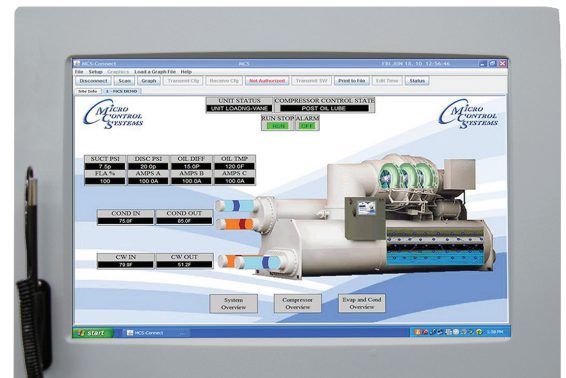 MCS-Connect MCS FRI JUN 18, 10 12:56:46
File Setup Graphics Load a Graph File Help
Disconnect Scan Graph Transmit Cfg Receive Cfg Not Authorized Transmit SW Print to File Edit Time Status
Site Info 1 - MCS DEMO
MICRO CONTROL SYSTEMS
UNIT STATUS COMPRESSOR CONTROL STATE
UNIT LOADNG-VANE POST OIL LUBE
MICRO CONTROL SYSTEMS
RUN STOP ALARM
RUN OFF
SUCT PSI DISC PSI OIL DIFF OIL TMP
7.5p 20.0p 15.0P 120.0F
FLA % AMPS A AMPS B AMPS C
100 100.0A 100.0A 100.0A
COND IN COND OUT
75.0F 85.0F
CW IN CW OUT
79.9F 51.2F
System Overview
Compressor Overview
Evap and Cond Overview
start MCS-Connect